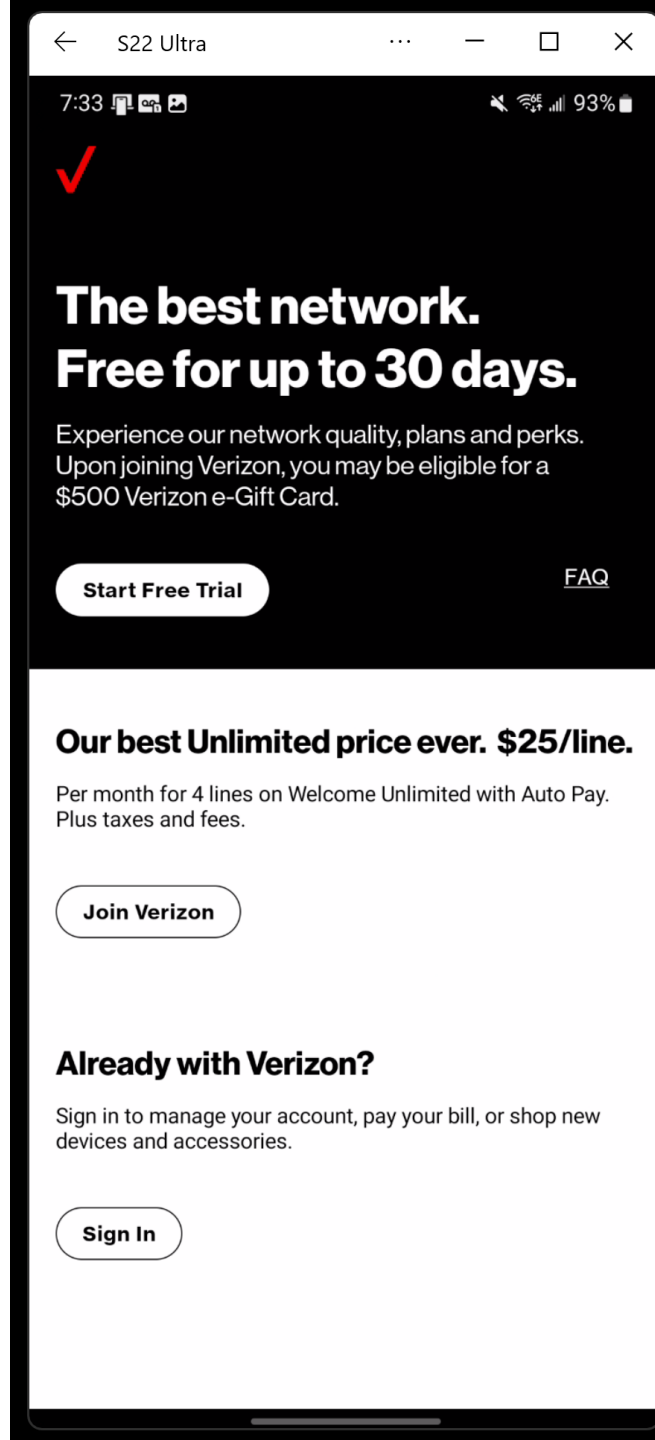 S22 Ultra
7:33
93%
The best network.
Free for up to 30 days.
Experience our network quality, plans and perks.
Upon joining Verizon, you may be eligible for a
$500 Verizon e-Gift Card.
Start Free Trial
FAQ
Our best Unlimited price ever. $25/line.
Per month for 4 lines on Welcome Unlimited with Auto Pay.
Plus taxes and fees.
Join Verizon
Already with Verizon?
Sign in to manage your account, pay your bill, or shop new
devices and accessories.
Sign In